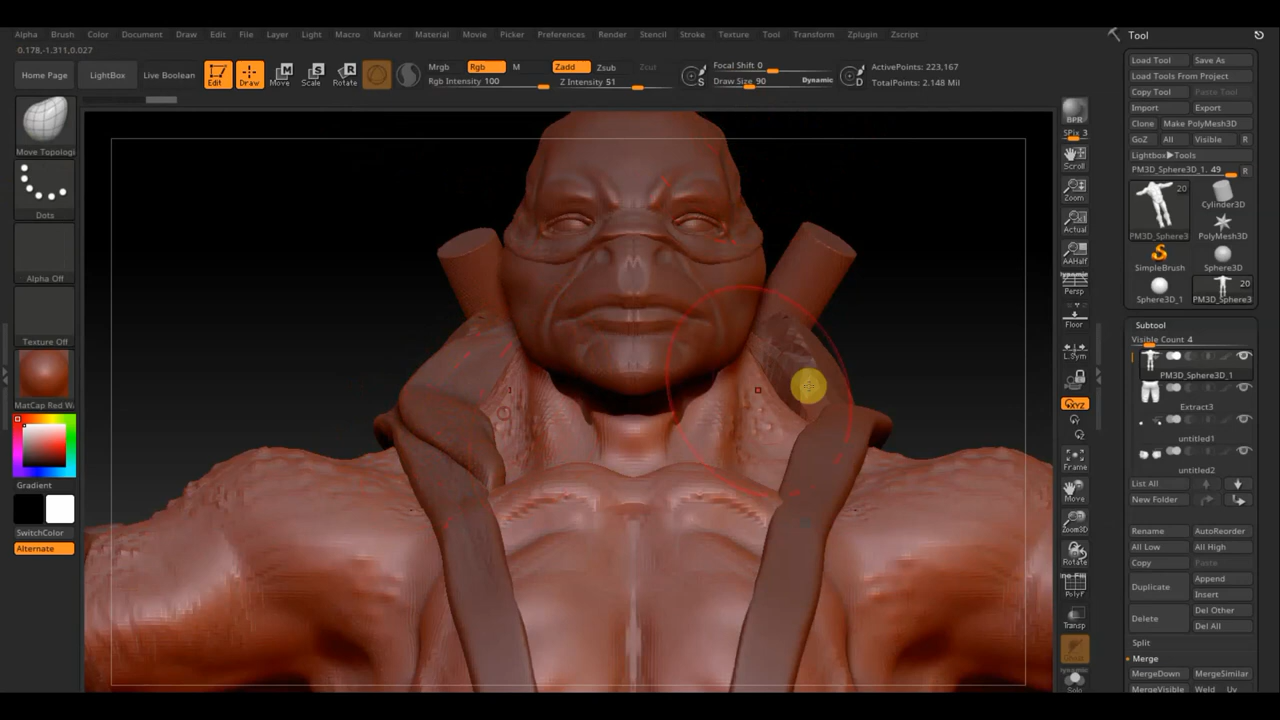 Alpha Brush Color Document Draw Edit File Layer Light Macro Marker Material Movie Picker Preferences Render Stencil Stroke Texture Tool Transform Zplugin Zscript
0.178,-1.311,0.027
Home Page
LightBox
Live Boolean
Edit
Draw
Move
Scale
Rotate
Mrgb Rgb M
Rgb Intensity 100
Zadd Zsub Zcut
Z Intensity 51
Focal Shift 0
Draw Size 90
Dynamic
ActivePoints: 223,167
TotalPoints: 2.148 Mil
Move Topologi
Dots
Alpha Off
Texture Off
MatCap Red W
Gradient
SwitchColor
Alternate
BPR
SPix 3
Scroll
Zoom
Actual
AAHalf
Persp
Floor
L.Sym
XYZ
Frame
Move
Zoom3D
Rotate
PolyF
Transp
Solo
Tool
Load Tool Save As
Load Tools From Project
Copy Tool Paste Tool
Import Export
Clone Make PolyMesh3D
GoZ All Visible R
Lightbox▶Tools
PM3D_Sphere3D_1. 49 R
20
PM3D_Sphere3
Cylinder3D
PolyMesh3D
SimpleBrush
Sphere3D
Sphere3D_1
20
PM3D_Sphere3
Subtool
Visible Count 4
PM3D_Sphere3D_1
Extract3
untitled1
untitled2
List All
New Folder
Rename AutoReorder
All Low All High
Copy Paste
Duplicate Append
Insert
Delete Del Other
Del All
Split
Merge
MergeDown MergeSimilar
MergeVisible Weld Uv